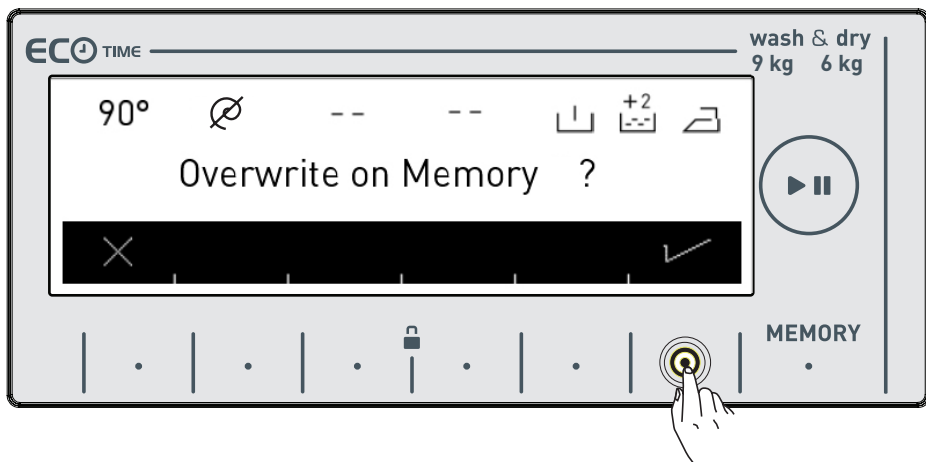 ECO TIME
wash & dry
9 kg 6 kg
90° -- -- +2
Overwrite on Memory ?
MEMORY